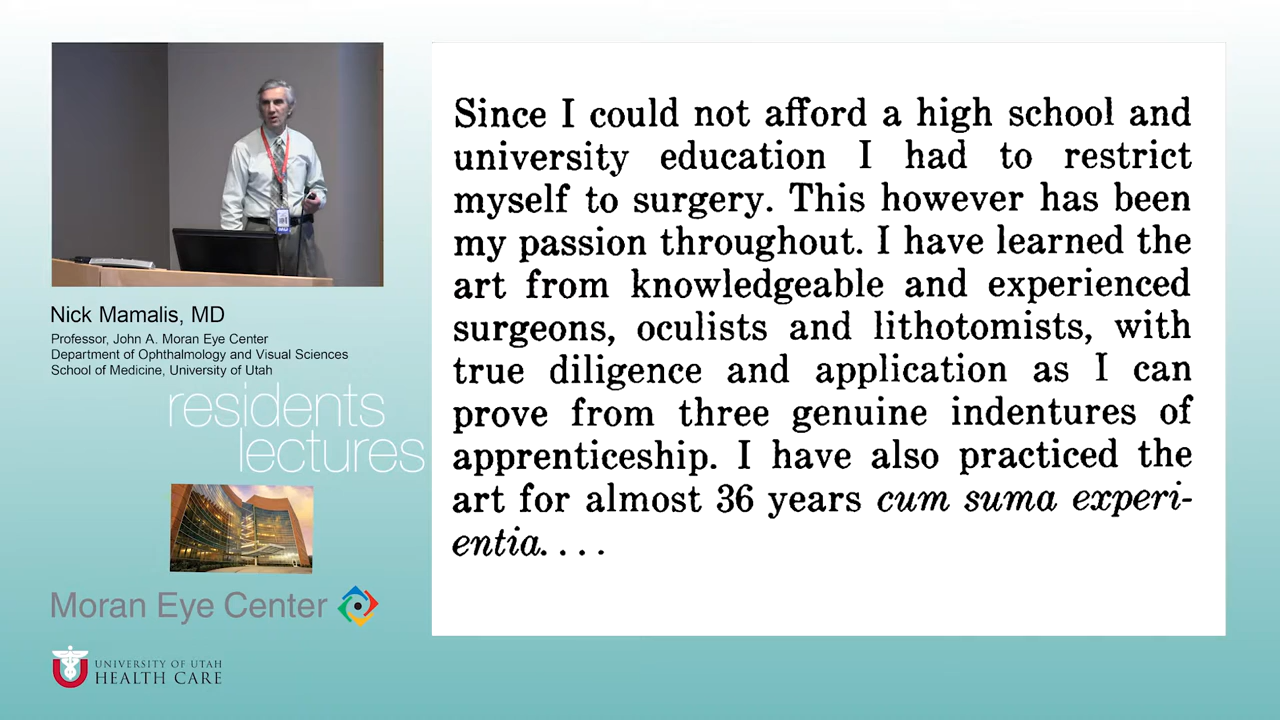 Since I could not afford a high school and
university education I had to restrict
myself to surgery. This however has been
my passion throughout. I have learned the
art from knowledgeable and experienced
surgeons, oculists and lithotomists, with
true diligence and application as I can
prove from three genuine indentures of
apprenticeship. I have also practiced the
art for almost 36 years cum suma experi-
entia. . . .
Nick Mamalis, MD
Professor, John A. Moran Eye Center
Department of Ophthalmology and Visual Sciences
School of Medicine, University of Utah
residents
lectures
Moran Eye Center
UNIVERSITY OF UTAH
HEALTH CARE